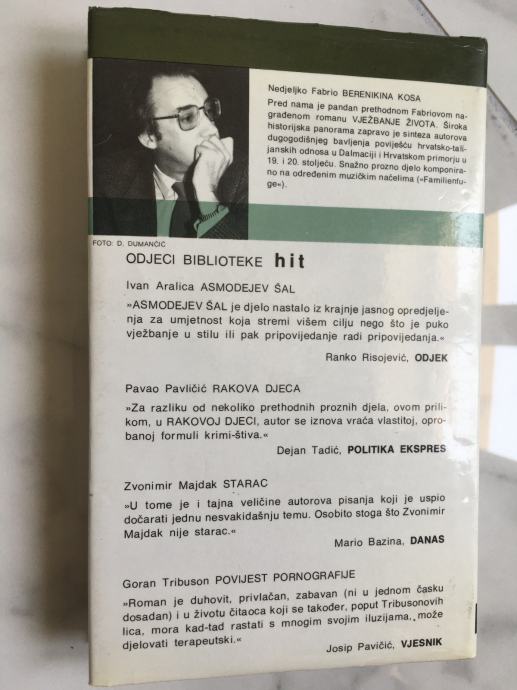 Nedjeljko Fabrio BERENIKINA KOSA
Pred nama je pandan prethodnom Fabriovom na-
građenom romanu VJEŽBANJE ŽIVOTA. Široka
historijska panorama zapravo je sinteza autorova
dugogodišnjeg bavljenja poviješću hrvatsko-tali-
janskih odnosa u Dalmaciji i Hrvatskom primorju u
19. i 20. stoljeću. Snažno prozno djelo komponira-
no na određenim muzičkim načelima (»Familienfu-
ge«).
FOTO: D. DUMANČIĆ
ODJECI BIBLIOTEKE hit
Ivan Aralica ASMODEJEV ŠAL
»ASMODEJEV ŠAL je djelo nastalo iz krajnje jasnog opredjelje-
nja za umjetnost koja stremi višem cilju nego što je puko
vježbanje u stilu ili pak pripovijedanje radi pripovijedanja.«
Ranko Risojević, ODJEK
Pavao Pavličić RAKOVA DJECA
»Za razliku od nekoliko prethodnih proznih djela, ovom prili-
kom, u RAKOVOJ DJECI, autor se iznova vraća vlastitoj, opro-
banoj formuli krimi-štiva.«
Dejan Tadić, POLITIKA EKSPRES
Zvonimir Majdak STARAC
»U tome je i tajna veličine autorova pisanja koji je uspio
dočarati jednu nesvakidašnju temu. Osobito stoga što Zvonimir
Majdak nije starac.«
Mario Bazina, DANAS
Goran Tribuson POVIJEST PORNOGRAFIJE
»Roman je duhovit, privlačan, zabavan (ni u jednom času
dosadan) i u životu čitaoca koji se također, poput Tribusonovih
lica, mora kad-tad rastati s mnogim svojim iluzijama, može
djelovati terapeutski.«
Josip Pavičić, VJESNIK